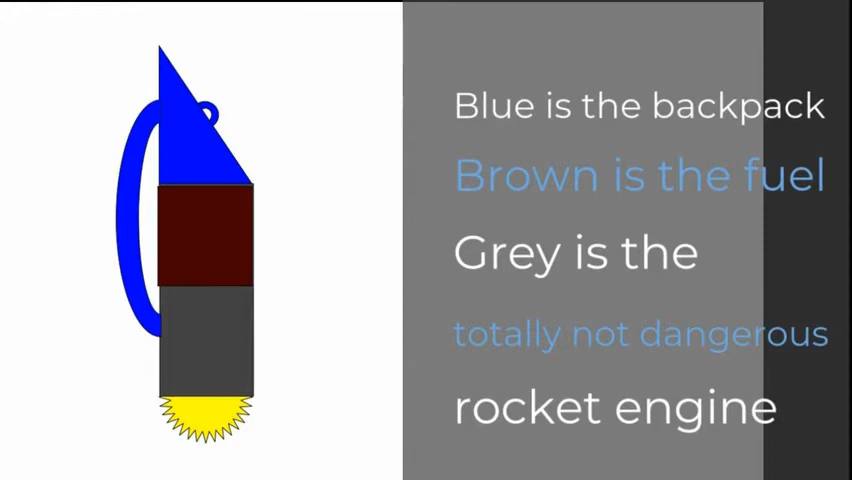 Blue is the backpack
Brown is the fuel
Grey is the
totally not dangerous
rocket engine